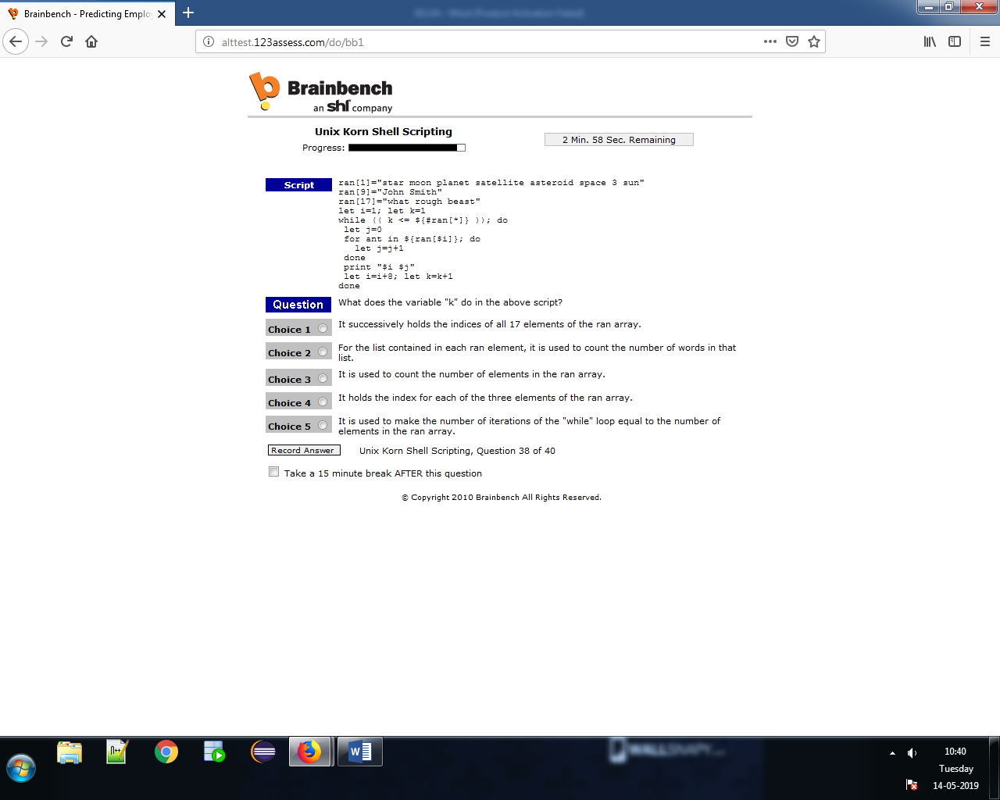 Brainbench - Predicting Emplo
alttest.123assess.com/do/bb1
Brainbench
an shl company
Unix Korn Shell Scripting
Progress:
2 Min. 58 Sec. Remaining
Script
ran[1]="star moon planet satellite asteroid space 3 sun"
ran[9]="John Smith"
ran[17]="what rough beast"
let i=1; let k=1
while (( k <= ${#ran[*]} )); do
let j=0
for ant in ${ran[$i]}; do
let j=j+1
done
print "$i $j"
let i=i+8; let k=k+1
done
Question
What does the variable "k" do in the above script?
Choice 1
It successively holds the indices of all 17 elements of the ran array.
Choice 2
For the list contained in each ran element, it is used to count the number of words in that
list.
Choice 3
It is used to count the number of elements in the ran array.
Choice 4
It holds the index for each of the three elements of the ran array.
Choice 5
It is used to make the number of iterations of the "while" loop equal to the number of
elements in the ran array.
Record Answer
Unix Korn Shell Scripting, Question 38 of 40
Take a 15 minute break AFTER this question
© Copyright 2010 Brainbench All Rights Reserved.
10:40
Tuesday
14-05-2019